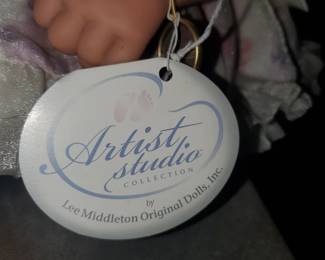 Artist
studio
COLLECTION
by
Lee Middleton Original Dolls, Inc.